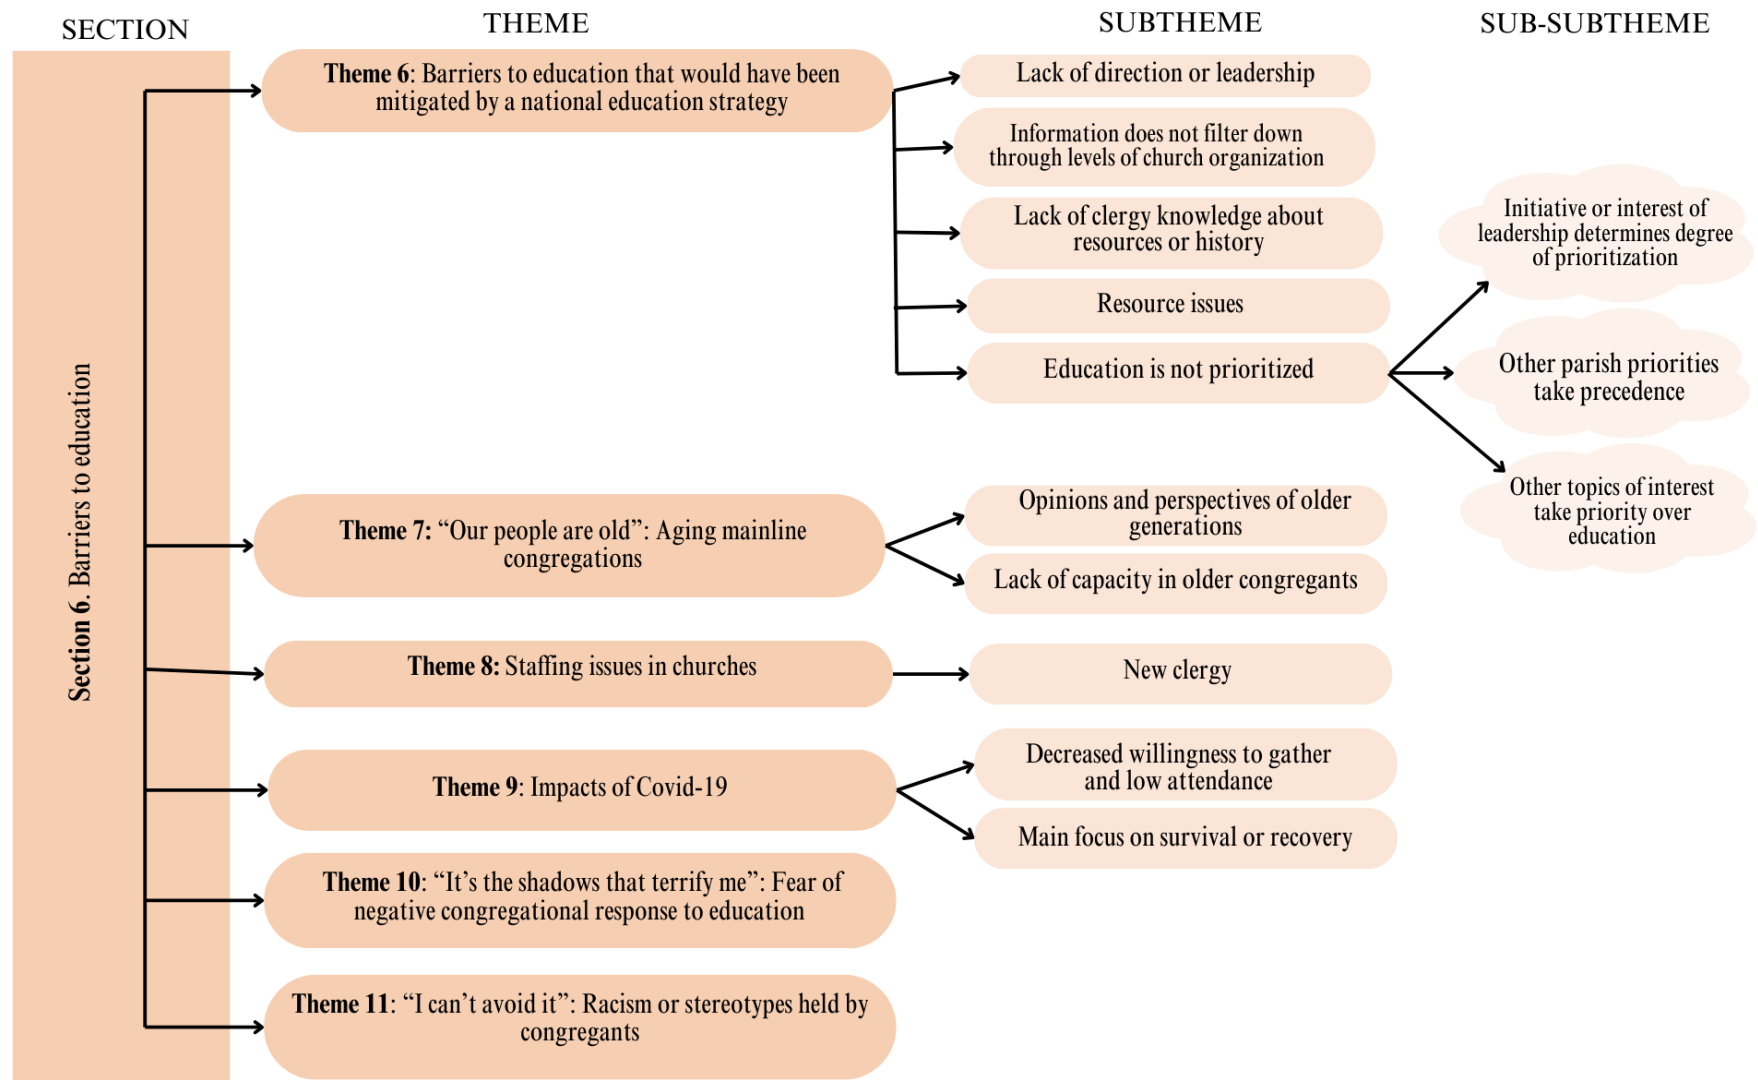 SECTION
THEME
SUBTHEME
SUB-SUBTHEME
Section 6. Barriers to education
Theme 6: Barriers to education that would have been
mitigated by a national education strategy
Lack of direction or leadership
Information does not filter down
through levels of church organization
Lack of clergy knowledge about
resources or history
Resource issues
Education is not prioritized
Initiative or interest of
leadership determines degree
of prioritization
Other parish priorities
take precedence
Other topics of interest
take priority over
education
Theme 7: “Our people are old”: Aging mainline
congregations
Opinions and perspectives of older
generations
Lack of capacity in older congregants
Theme 8: Staffing issues in churches
New clergy
Theme 9: Impacts of Covid-19
Decreased willingness to gather
and low attendance
Main focus on survival or recovery
Theme 10: “It’s the shadows that terrify me”: Fear of
negative congregational response to education
Theme 11: “I can’t avoid it”: Racism or stereotypes held by
congregants